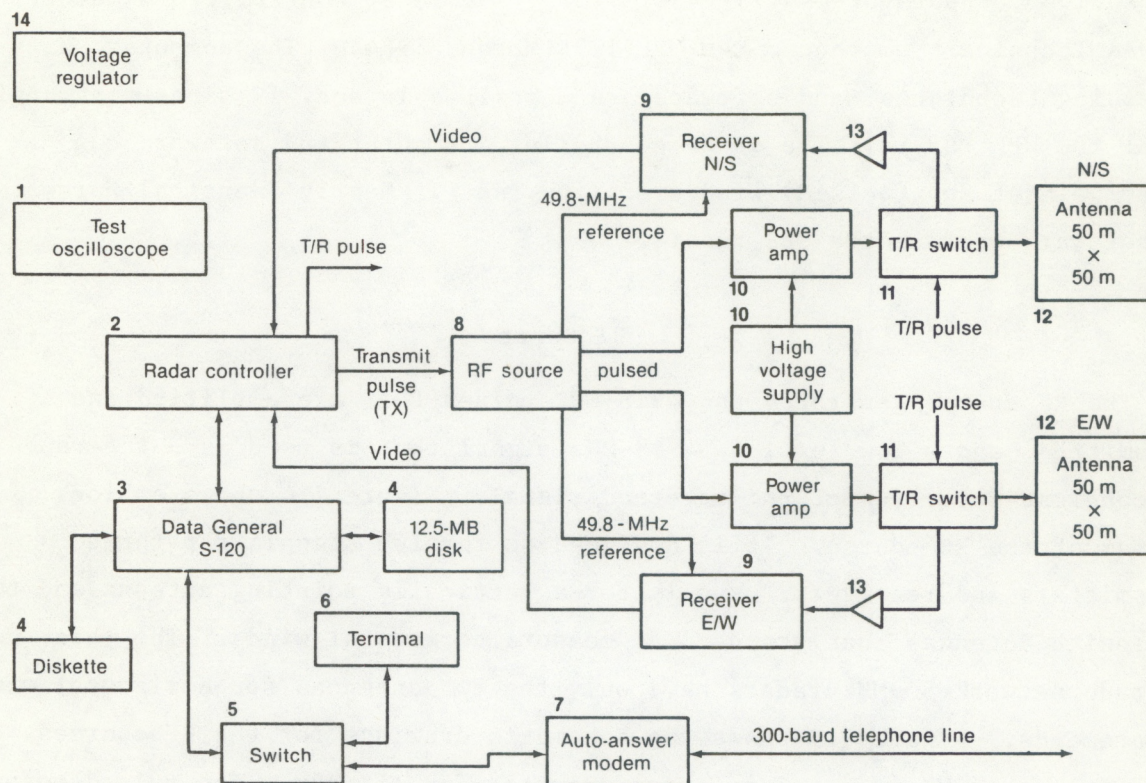 14
Voltage
regulator
1
Test
oscilloscope
Video
9
Receiver
N/S
13
N/S
Antenna
50 m
×
50 m
12
49.8-MHz
reference
Power
amp
10
T/R switch
11
T/R pulse
T/R pulse
2
Radar controller
Transmit
pulse
(TX)
8
RF source
pulsed
10
High
voltage
supply
T/R pulse
Video
10
Power
amp
11
T/R switch
12
E/W
Antenna
50 m
×
50 m
3
Data General
S-120
4
12.5-MB
disk
49.8-MHz
reference
9
Receiver
E/W
13
4
Diskette
6
Terminal
5
Switch
7
Auto-answer
modem
300-baud telephone line